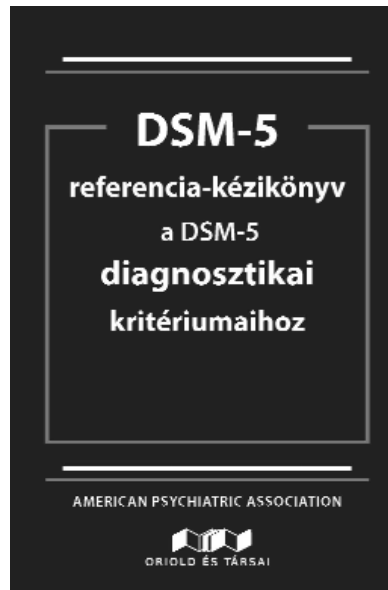 DSM-5
referencia-kézikönyv
a DSM-5
diagnosztikai
kritériumaihoz
AMERICAN PSYCHIATRIC ASSOCIATION
ORIOLD ÉS TÁRSAI